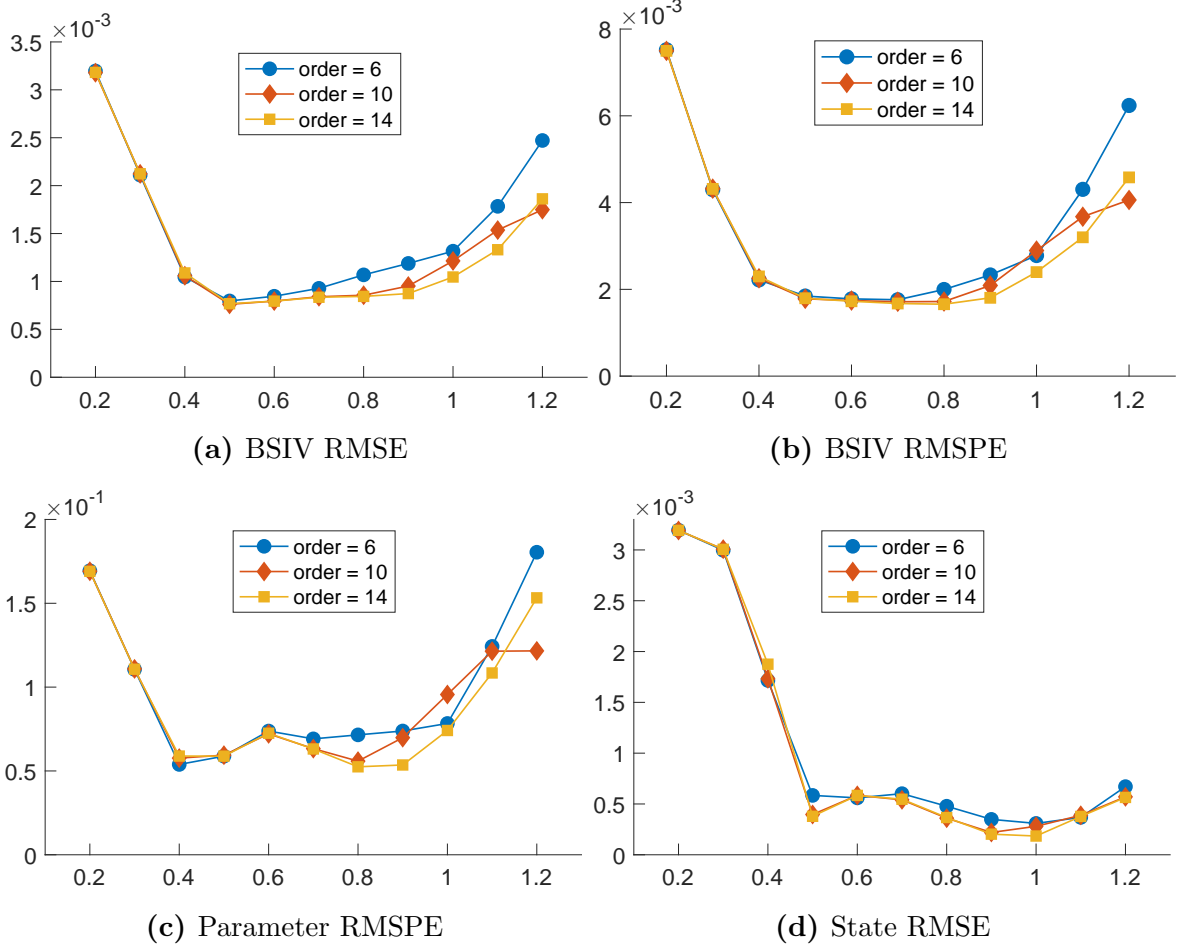 ×10⁻³
3.5
3
2.5
2
1.5
1
0.5
0
order = 6
order = 10
order = 14
0.2 0.4 0.6 0.8 1 1.2
(a) BSIV RMSE
×10⁻³
8
6
4
2
0
order = 6
order = 10
order = 14
0.2 0.4 0.6 0.8 1 1.2
(b) BSIV RMSPE
×10⁻¹
2
1.5
1
0.5
0
order = 6
order = 10
order = 14
0.2 0.4 0.6 0.8 1 1.2
(c) Parameter RMSPE
×10⁻³
3
2.5
2
1.5
1
0.5
0
order = 6
order = 10
order = 14
0.2 0.4 0.6 0.8 1 1.2
(d) State RMSE